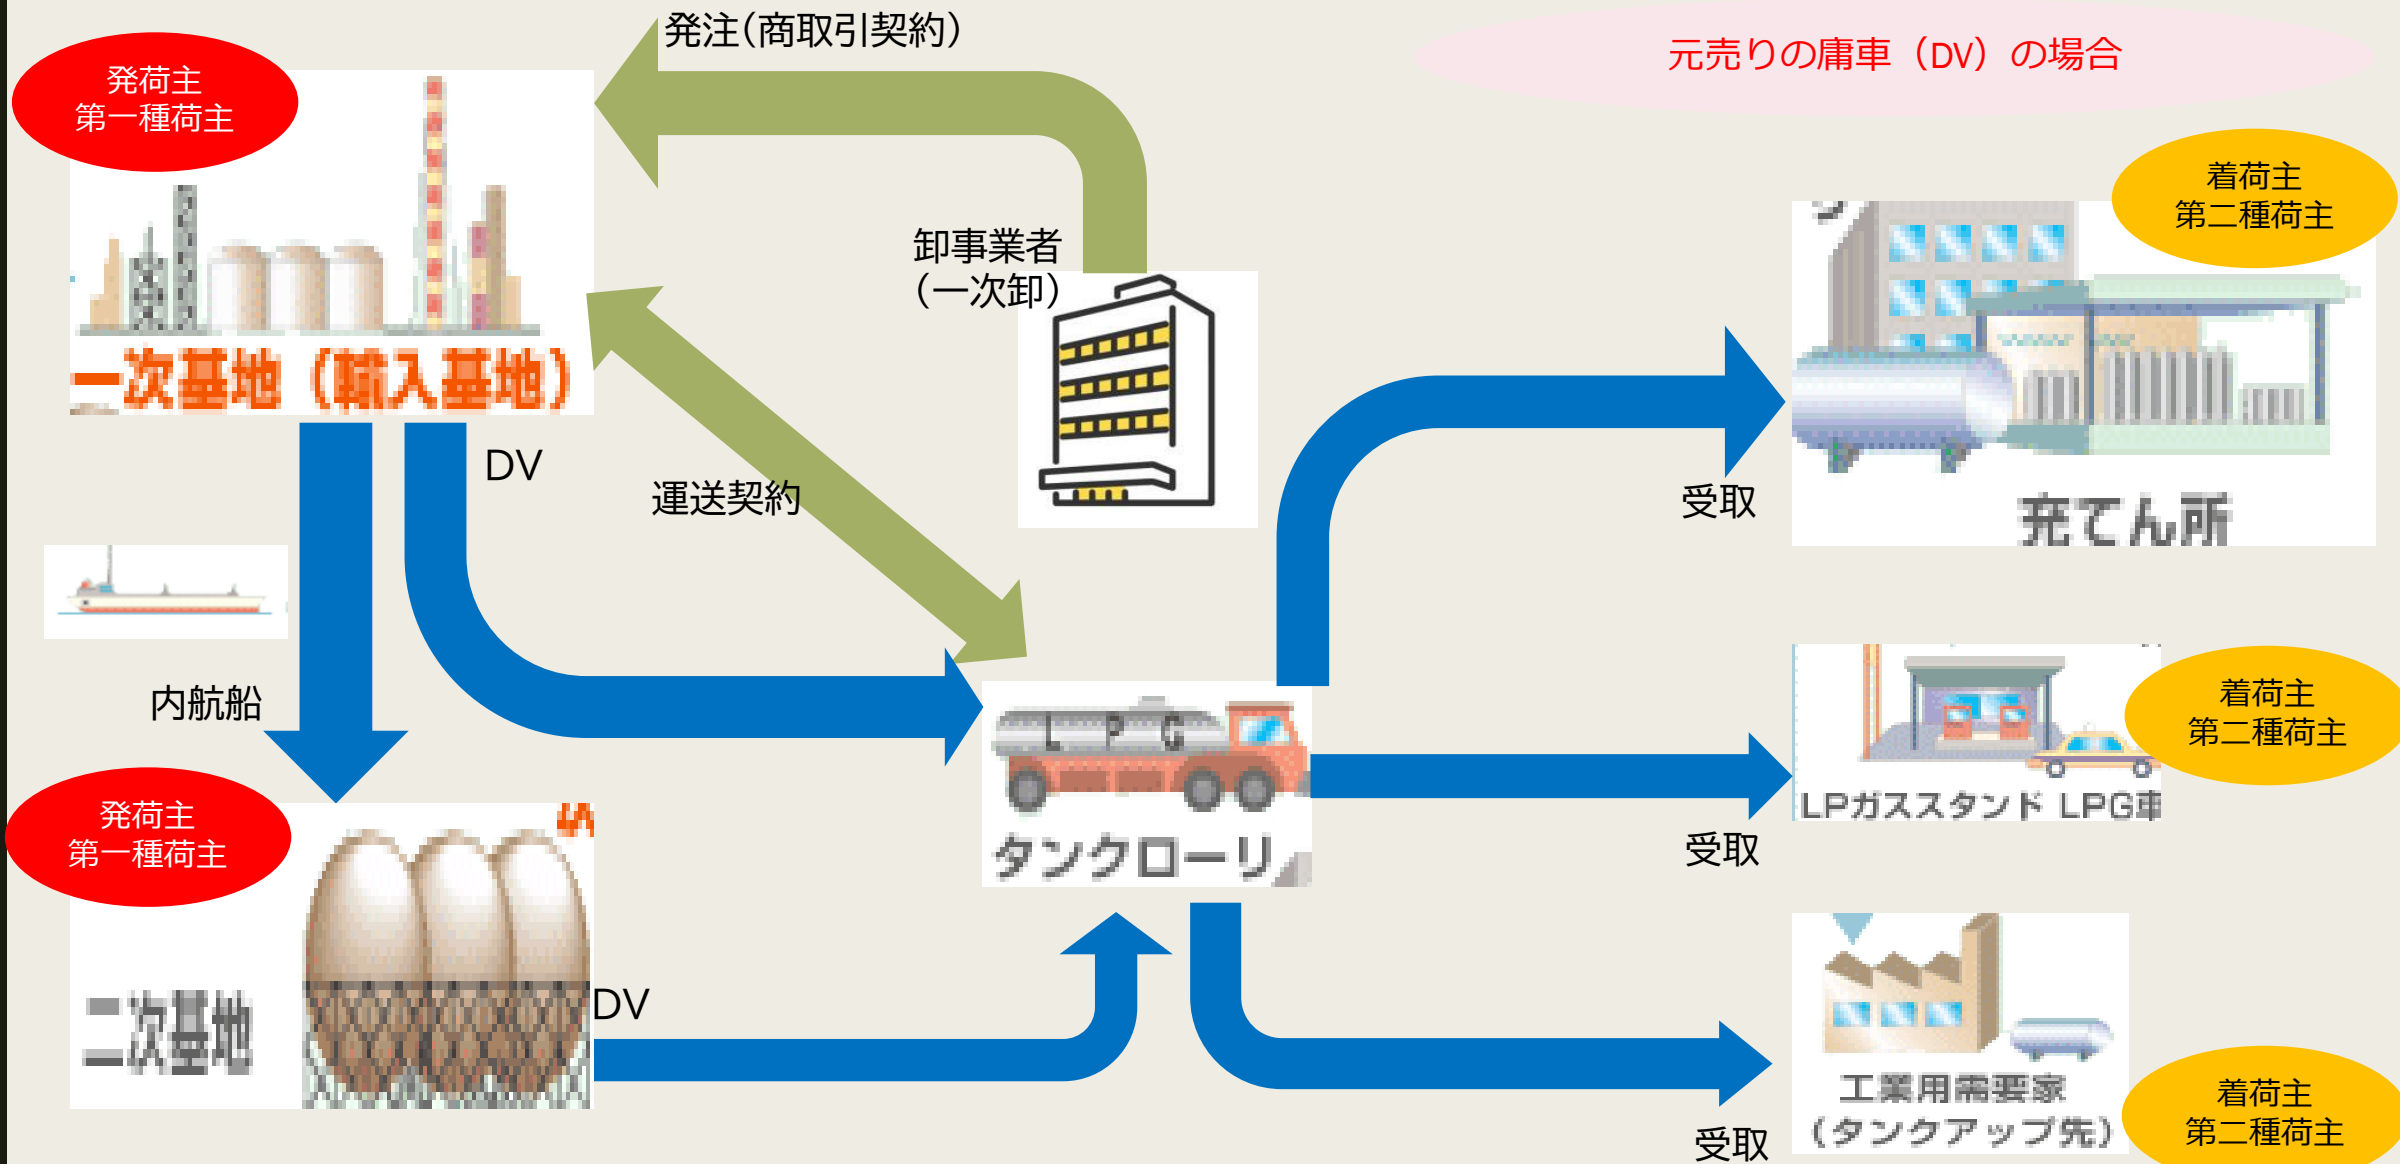 発注(商取引契約)
元売りの庸車（DV）の場合
発荷主
第一種荷主
着荷主
第二種荷主
卸事業者
（一次卸）
一次基地（輸入基地）
DV
運送契約
受取
充てん所
内航船
LPG
タンクローリ
着荷主
第二種荷主
LPガススタンド LPG車
受取
発荷主
第一種荷主
二次基地
DV
工業用需要家
（タンクアップ先）
着荷主
第二種荷主
受取